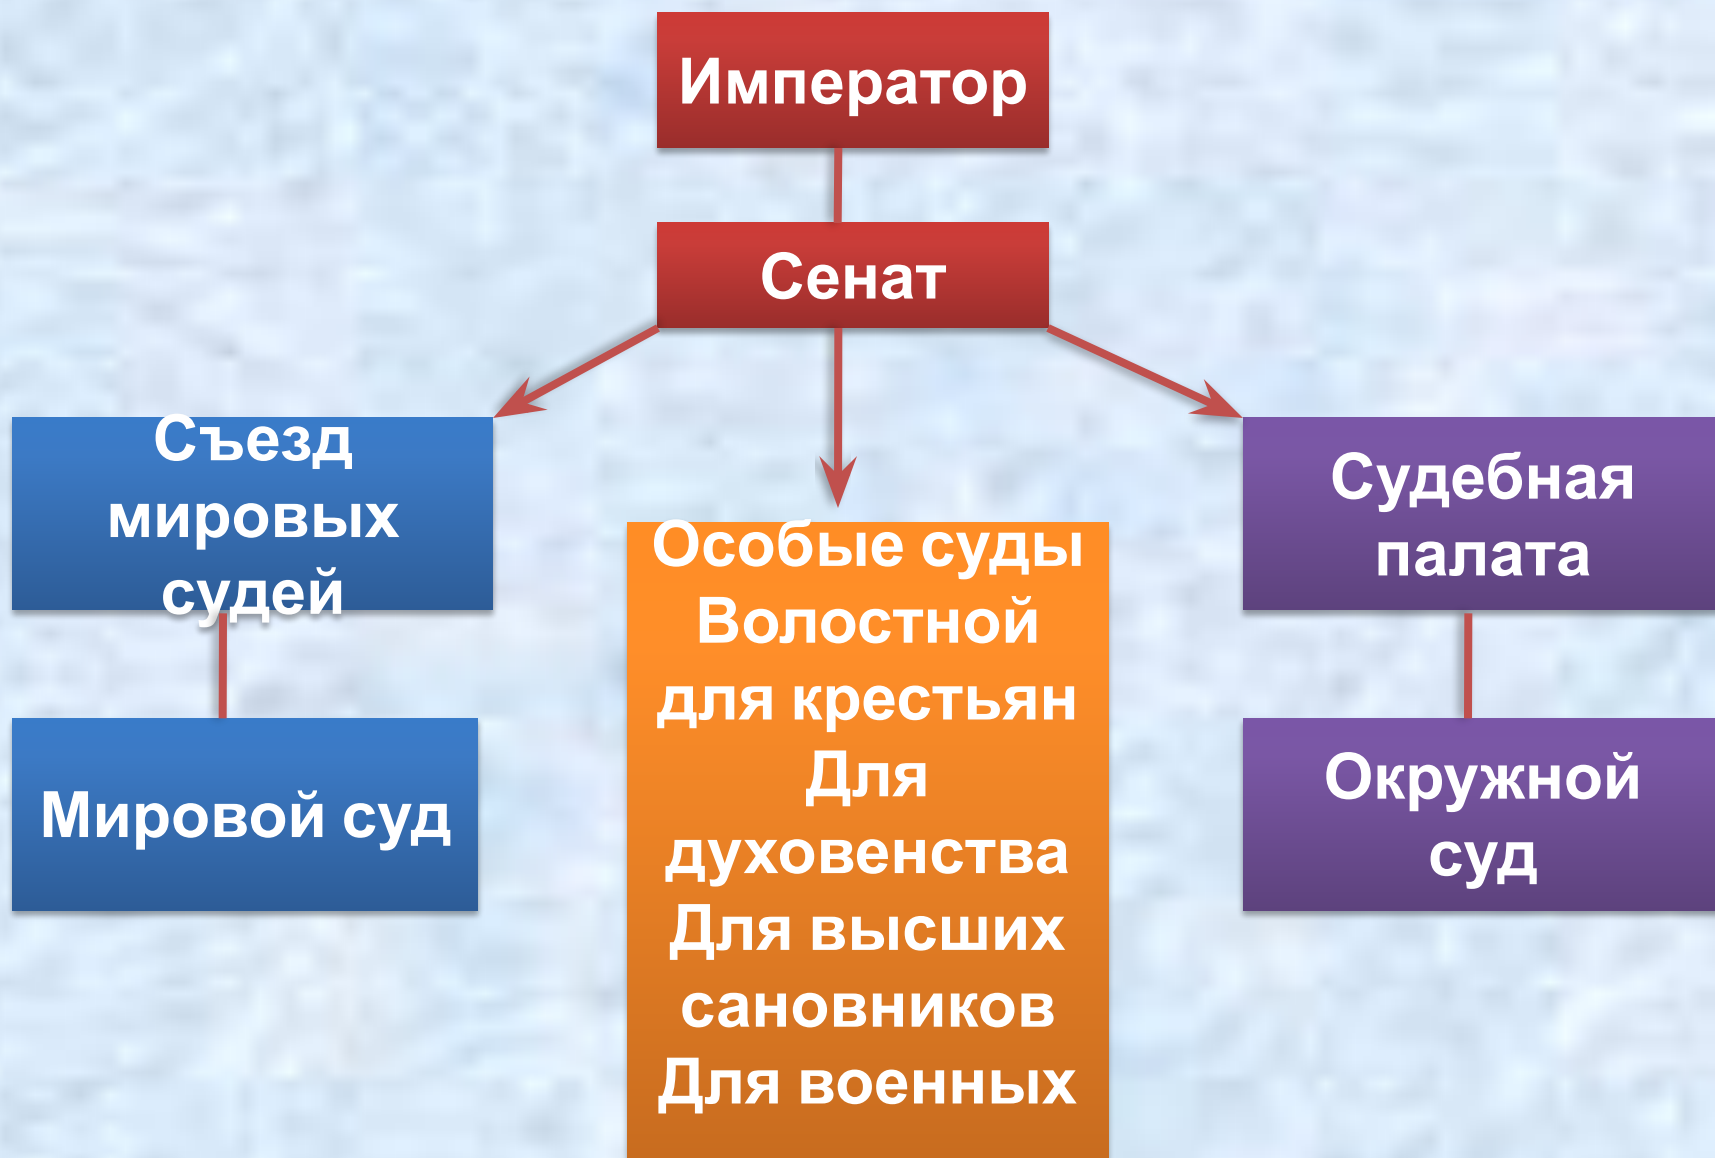 Император
Сенат
Съезд
мировых
судей
Особые суды
Волостной
для крестьян
Для
духовенства
Для высших
сановников
Для военных
Судебная
палата
Мировой суд
Окружной
суд